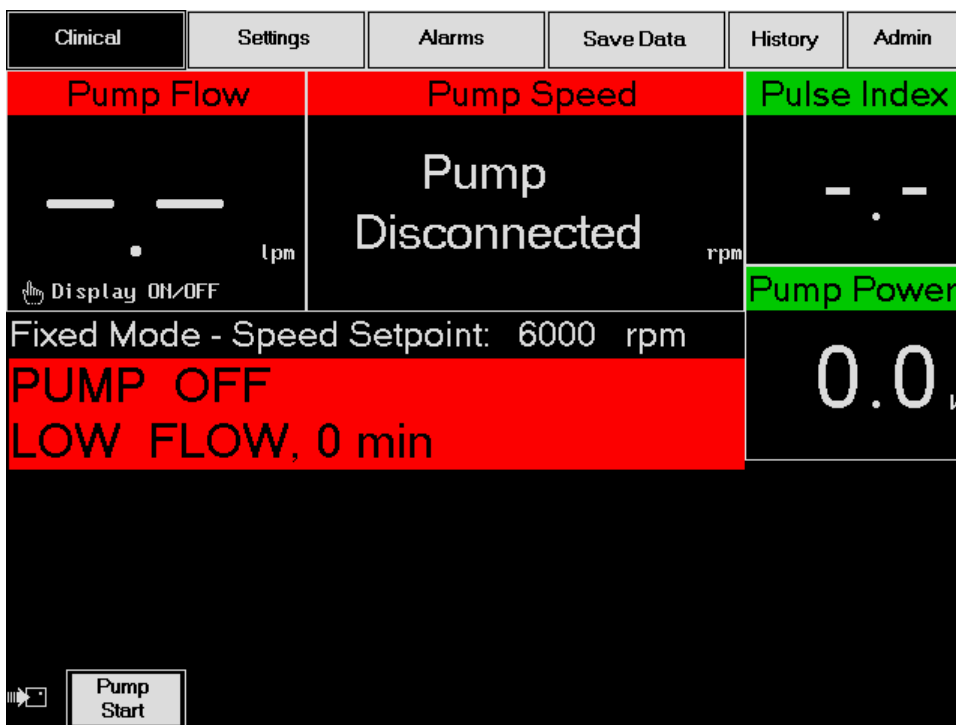 Clinical Settings Alarms Save Data History Admin
Pump Flow Pump Speed Pulse Index
Pump
Disconnected
-- . -- lpm rpm - . -
Display ON/OFF
Pump Power
Fixed Mode - Speed Setpoint: 6000 rpm
0.0
PUMP OFF
LOW FLOW, 0 min
Pump
Start